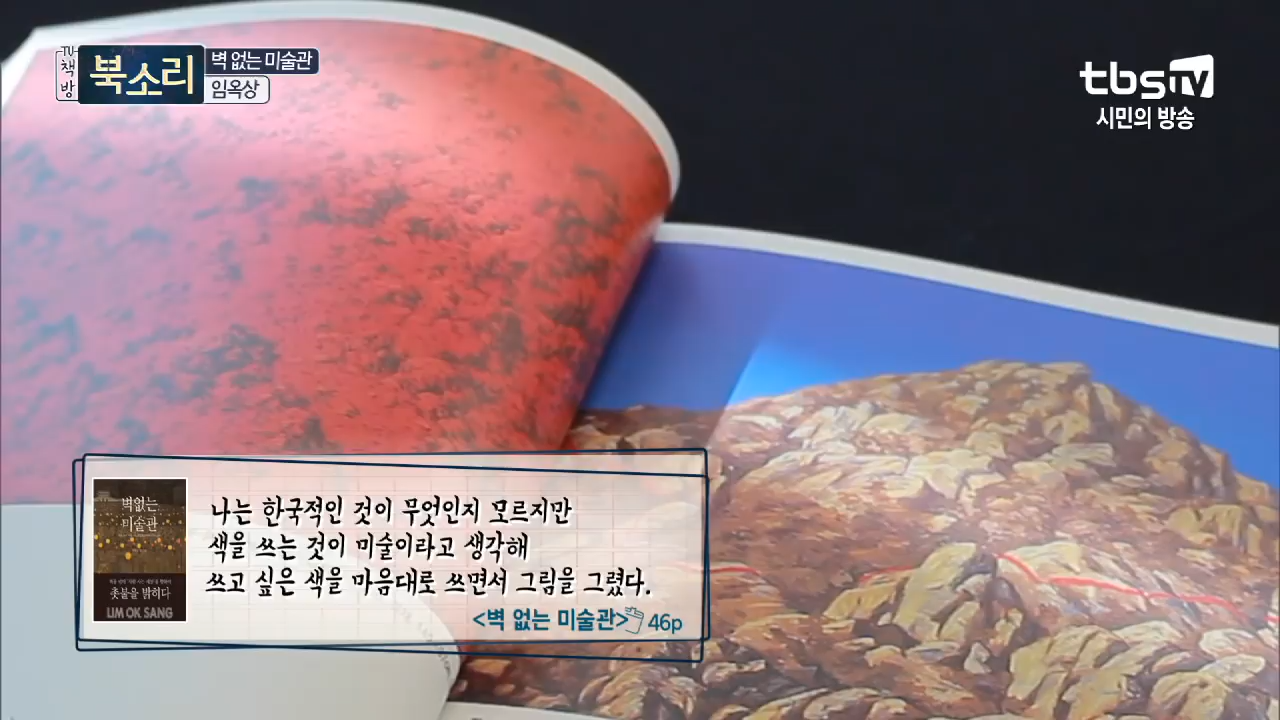 TV
책
방
북소리
벽 없는 미술관
임옥상
tbsTV
시민의 방송
벽없는
미술관
촛불을 밝히다
LIM OK SANG
나는 한국적인 것이 무엇인지 모르지만
색을 쓰는 것이 미술이라고 생각해
쓰고 싶은 색을 마음대로 쓰면서 그림을 그렸다.
<벽 없는 미술관> 46p